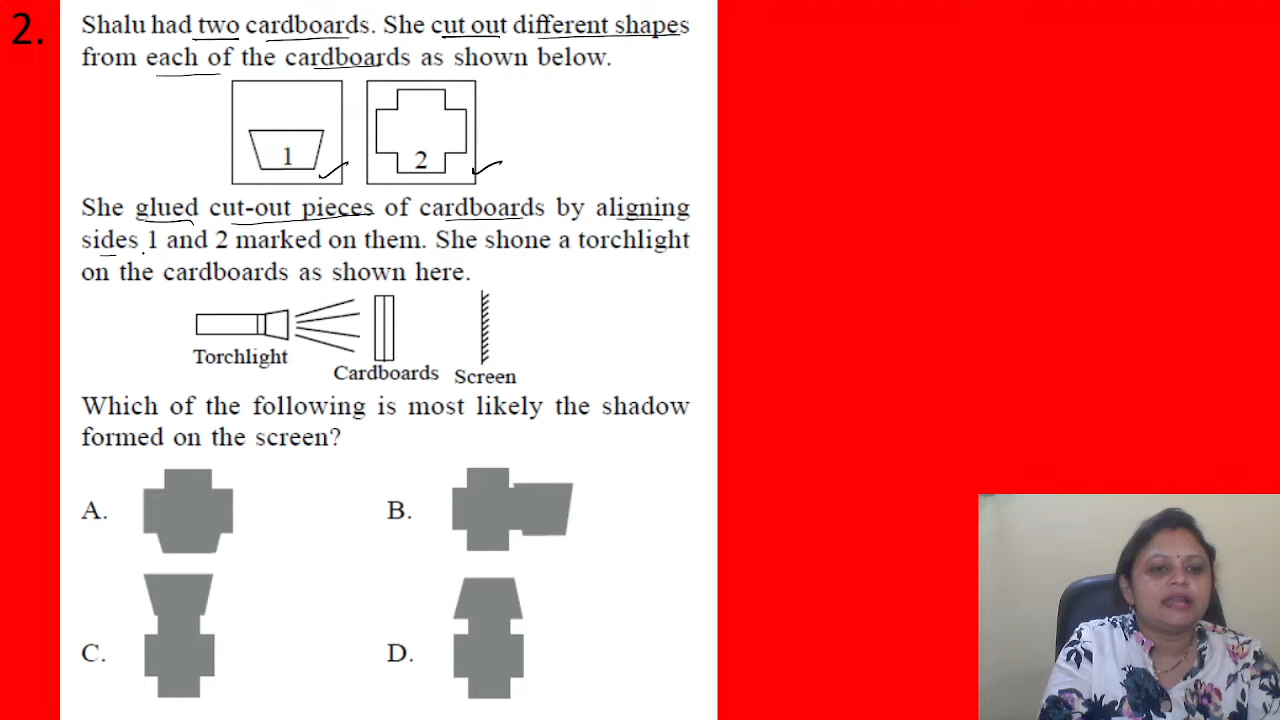 2.
Shalu had two cardboards. She cut out different shapes
from each of the cardboards as shown below.
1
2
She glued cut-out pieces of cardboards by aligning
sides 1 and 2 marked on them. She shone a torchlight
on the cardboards as shown here.
Torchlight
Cardboards
Screen
Which of the following is most likely the shadow
formed on the screen?
A.
B.
C.
D.